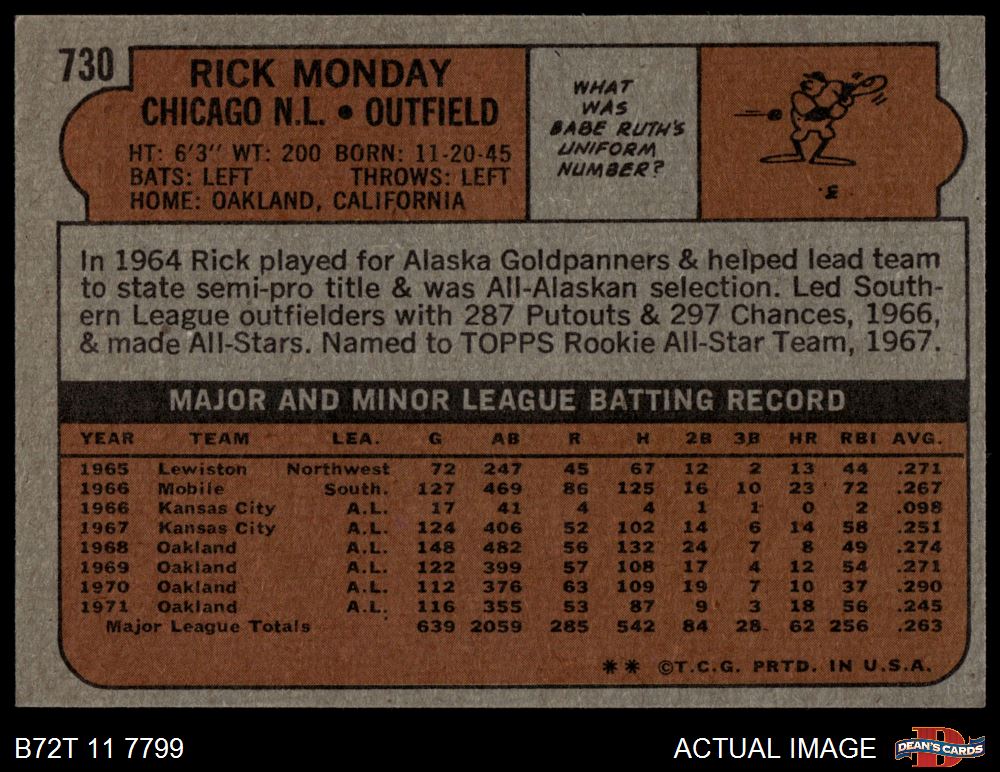 730
RICK MONDAY
CHICAGO N.L. • OUTFIELD
HT: 6'3" WT: 200 BORN: 11-20-45
BATS: LEFT THROWS: LEFT
HOME: OAKLAND, CALIFORNIA
WHAT
WAS
BABE RUTH'S
UNIFORM
NUMBER?
3.
In 1964 Rick played for Alaska Goldpanners & helped lead team
to state semi-pro title & was All-Alaskan selection. Led South-
ern League outfielders with 287 Putouts & 297 Chances, 1966,
& made All-Stars. Named to TOPPS Rookie All-Star Team, 1967.
MAJOR AND MINOR LEAGUE BATTING RECORD
YEAR TEAM LEA. G AB R H 2B 3B HR RBI AVG.
1965 Lewiston Northwest 72 247 45 67 12 2 13 44 .271
1966 Mobile South. 127 469 86 125 16 10 23 72 .267
1966 Kansas City A.L. 17 41 4 4 1 1 0 2 .098
1967 Kansas City A.L. 124 406 52 102 14 6 14 58 .251
1968 Oakland A.L. 148 482 56 132 24 7 8 49 .274
1969 Oakland A.L. 122 399 57 108 17 4 12 54 .271
1970 Oakland A.L. 112 376 63 109 19 7 10 37 .290
1971 Oakland A.L. 116 355 53 87 9 3 18 56 .245
Major League Totals 639 2059 285 542 84 28 62 256 .263
** ©T.C.G. PRTD. IN U.S.A.
B72T 11 7799
ACTUAL IMAGE
D
DEAN'S CARDS